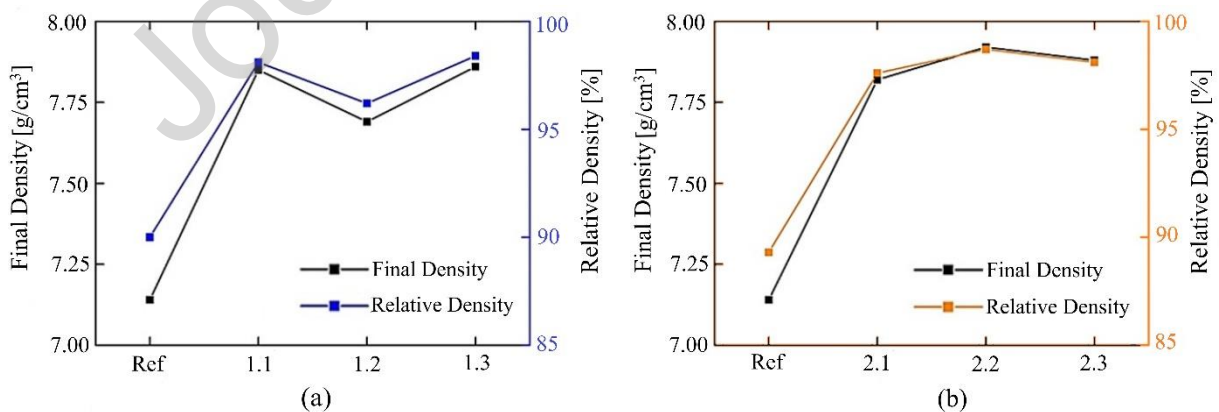 Jou
Final Density [g/cm³]
8.00
7.75
7.50
7.25
7.00
100
95
90
85
Relative Density [%]
Final Density
Relative Density
Ref 1.1 1.2 1.3
(a)
Final Density [g/cm³]
8.00
7.75
7.50
7.25
7.00
100
95
90
85
Relative Density [%]
Final Density
Relative Density
Ref 2.1 2.2 2.3
(b)